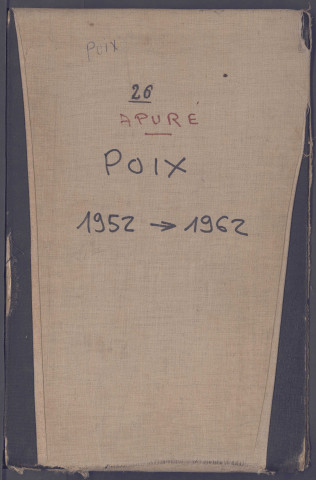 POIX
26
APURÉ
POIX
1952 → 1962